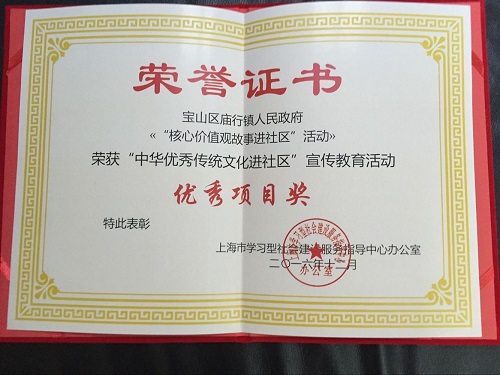 荣誉证书
宝山区庙行镇人民政府
《“核心价值观故事进社区”活动》
荣获“中华优秀传统文化进社区”宣传教育活动
优秀项目奖
特此表彰
上海市学习型社会建设服务指导中心办公室
二〇一六年十二月
办公室